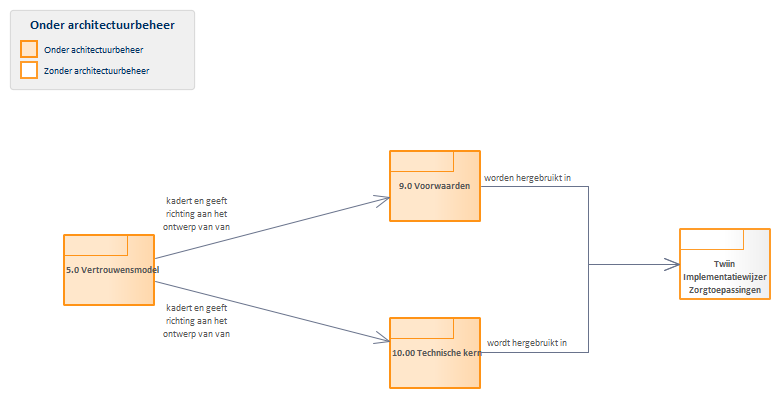 Onder architectuurbeheer
Onder achitectuurbeheer
Zonder architectuurbeheer
kadert en geeft
richting aan het
ontwerp van van
9.0 Voorwaarden
worden hergebruikt in
5.0 Vertrouwensmodel
Twiin
Implementatiewijzer
Zorgtoepassingen
kadert en geeft
richting aan het
ontwerp van van
10.00 Technische kern
wordt hergebruikt in